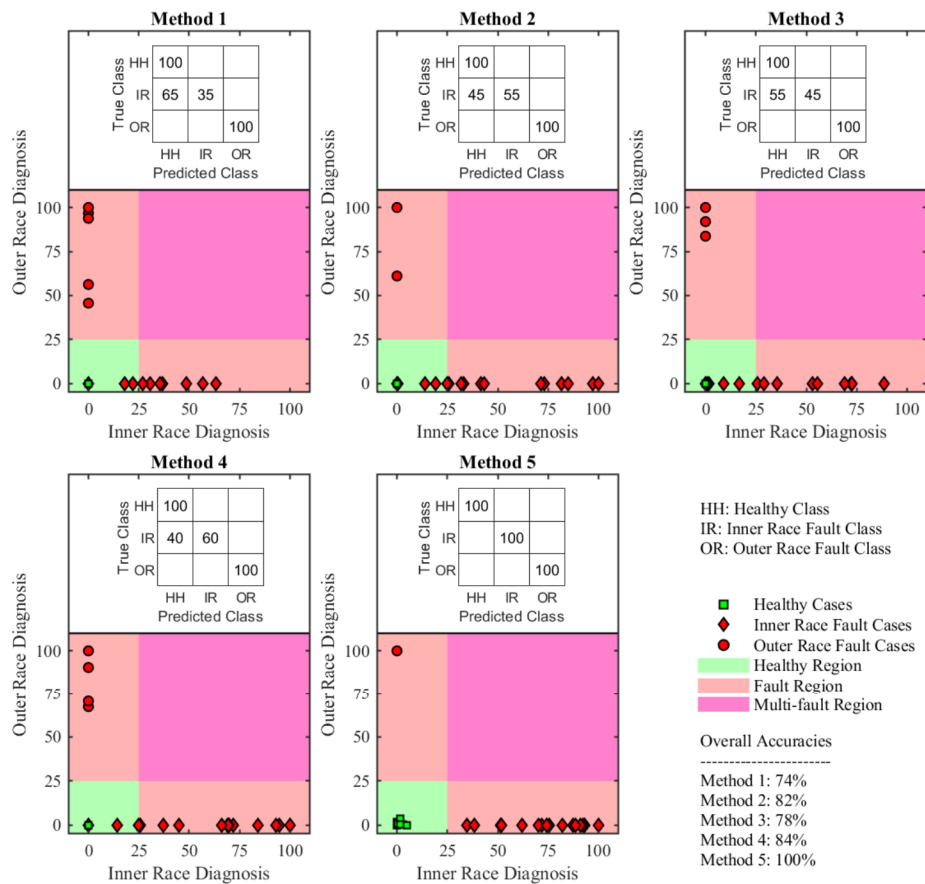 Method 1
True Class
HH 100
IR 65 35
OR 100
HH IR OR
Predicted Class
Outer Race Diagnosis
100
75
50
25
0
0 25 50 75 100
Inner Race Diagnosis
Method 2
True Class
HH 100
IR 45 55
OR 100
HH IR OR
Predicted Class
Outer Race Diagnosis
100
75
50
25
0
0 25 50 75 100
Inner Race Diagnosis
Method 3
True Class
HH 100
IR 55 45
OR 100
HH IR OR
Predicted Class
Outer Race Diagnosis
100
75
50
25
0
0 25 50 75 100
Inner Race Diagnosis
Method 4
True Class
HH 100
IR 40 60
OR 100
HH IR OR
Predicted Class
Outer Race Diagnosis
100
75
50
25
0
0 25 50 75 100
Inner Race Diagnosis
Method 5
True Class
HH 100
IR 100
OR 100
HH IR OR
Predicted Class
Outer Race Diagnosis
100
75
50
25
0
0 25 50 75 100
Inner Race Diagnosis
HH: Healthy Class
IR: Inner Race Fault Class
OR: Outer Race Fault Class
Healthy Cases
Inner Race Fault Cases
Outer Race Fault Cases
Healthy Region
Fault Region
Multi-fault Region
Overall Accuracies
-----------------------
Method 1: 74%
Method 2: 82%
Method 3: 78%
Method 4: 84%
Method 5: 100%